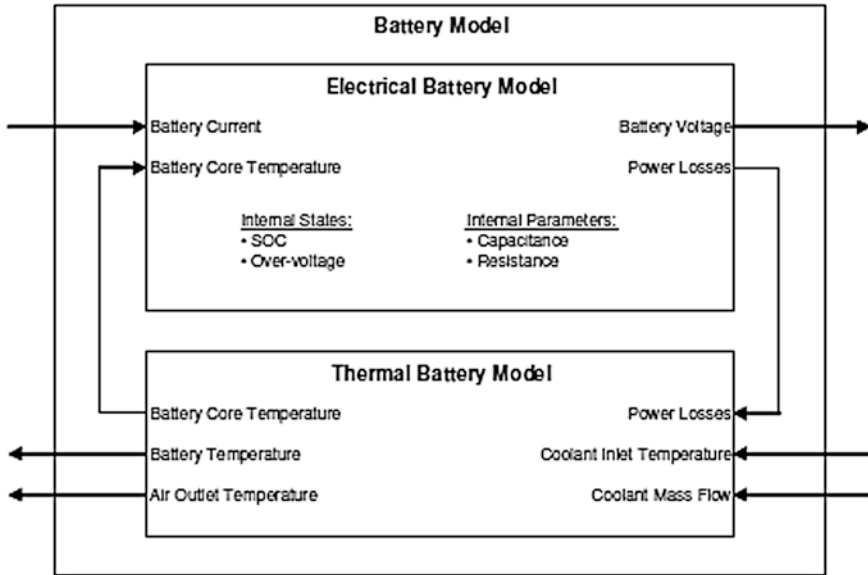 Battery Model
Electrical Battery Model
Battery Current
Battery Voltage
Battery Core Temperature
Power Losses
Internal States:
• SOC
• Over-voltage
Internal Parameters:
• Capacitance
• Resistance
Thermal Battery Model
Battery Core Temperature
Power Losses
Battery Temperature
Coolant Inlet Temperature
Air Outlet Temperature
Coolant Mass Flow